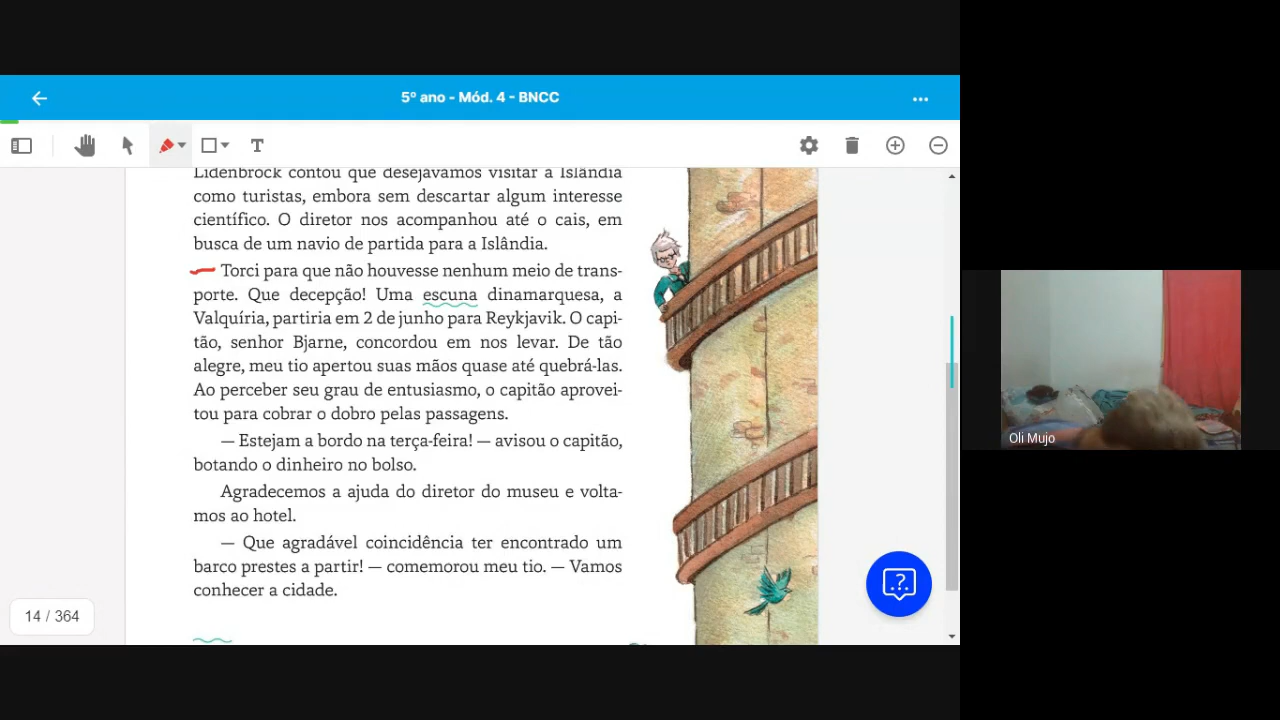 5º ano - Mód. 4 - BNCC
T
Lidenbrock contou que desejávamos visitar a Islândia
como turistas, embora sem descartar algum interesse
científico. O diretor nos acompanhou até o cais, em
busca de um navio de partida para a Islândia.
Torci para que não houvesse nenhum meio de trans-
porte. Que decepção! Uma escuna dinamarquesa, a
Valquíria, partiria em 2 de junho para Reykjavik. O capi-
tão, senhor Bjarne, concordou em nos levar. De tão
alegre, meu tio apertou suas mãos quase até quebrá-las.
Ao perceber seu grau de entusiasmo, o capitão aprovei-
tou para cobrar o dobro pelas passagens.
— Estejam a bordo na terça-feira! — avisou o capitão,
botando o dinheiro no bolso.
Agradecemos a ajuda do diretor do museu e volta-
mos ao hotel.
— Que agradável coincidência ter encontrado um
barco prestes a partir! — comemorou meu tio. — Vamos
conhecer a cidade.
14 / 364
Oli Mujo